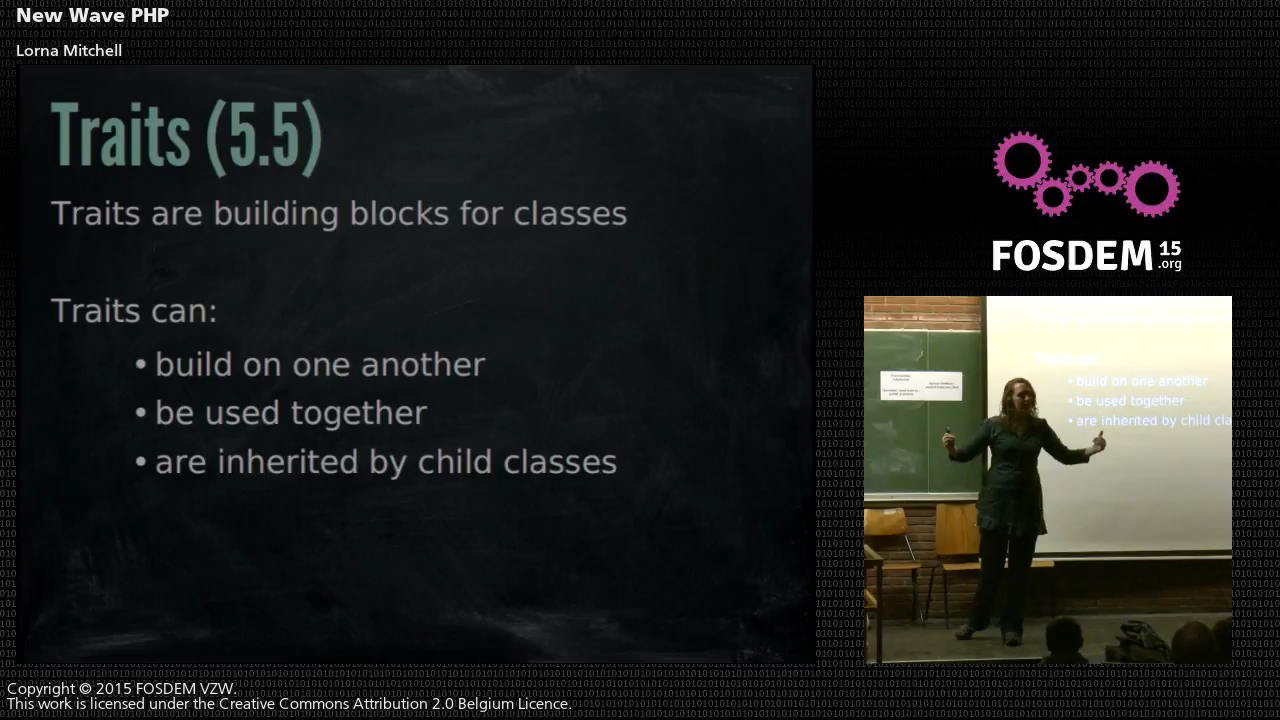 New Wave PHP
Lorna Mitchell
Traits (5.5)
Traits are building blocks for classes
Traits can:
• build on one another
• be used together
• are inherited by child classes
FOSDEM 15
.org
• build on one another
• be used together
• are inherited by child cla
Copyright © 2015 FOSDEM VZW.
This work is licensed under the Creative Commons Attribution 2.0 Belgium Licence.